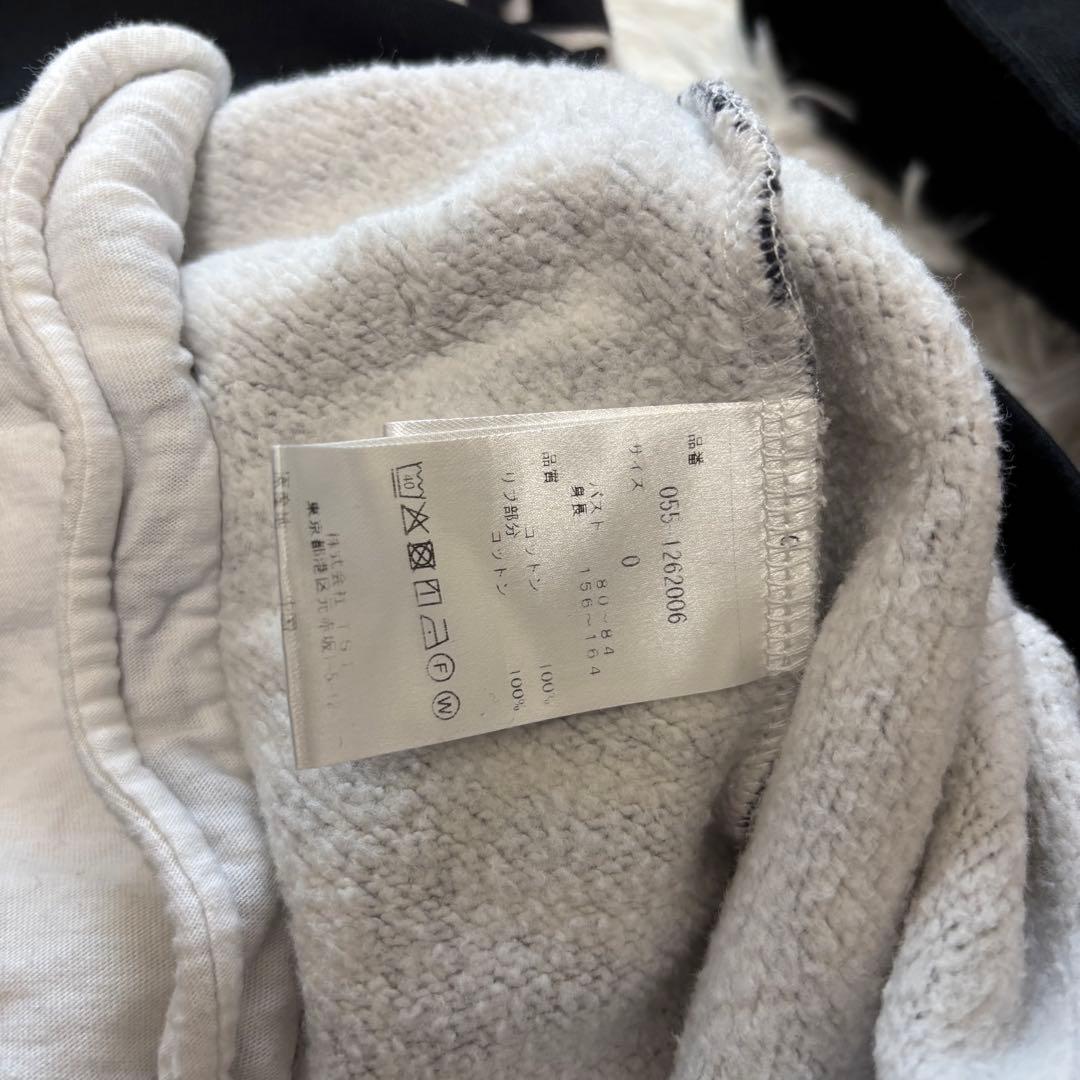 品番 055 1262006
サイズ 0
バスト 80~84
身長 156~164
品質 コットン 100%
リブ部分 コットン 100%
40
F W
株式会社
東京都港区元赤坂